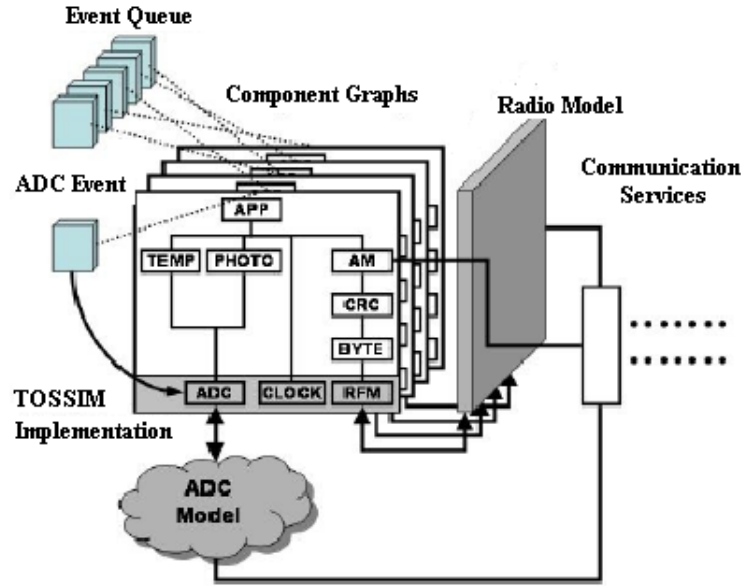 Event Queue
Component Graphs
Radio Model
Communication
Services
ADC Event
APP
TEMP
PHOTO
AM
CRC
BYTE
ADC
CLOCK
RFM
TOSSIM
Implementation
ADC
Model